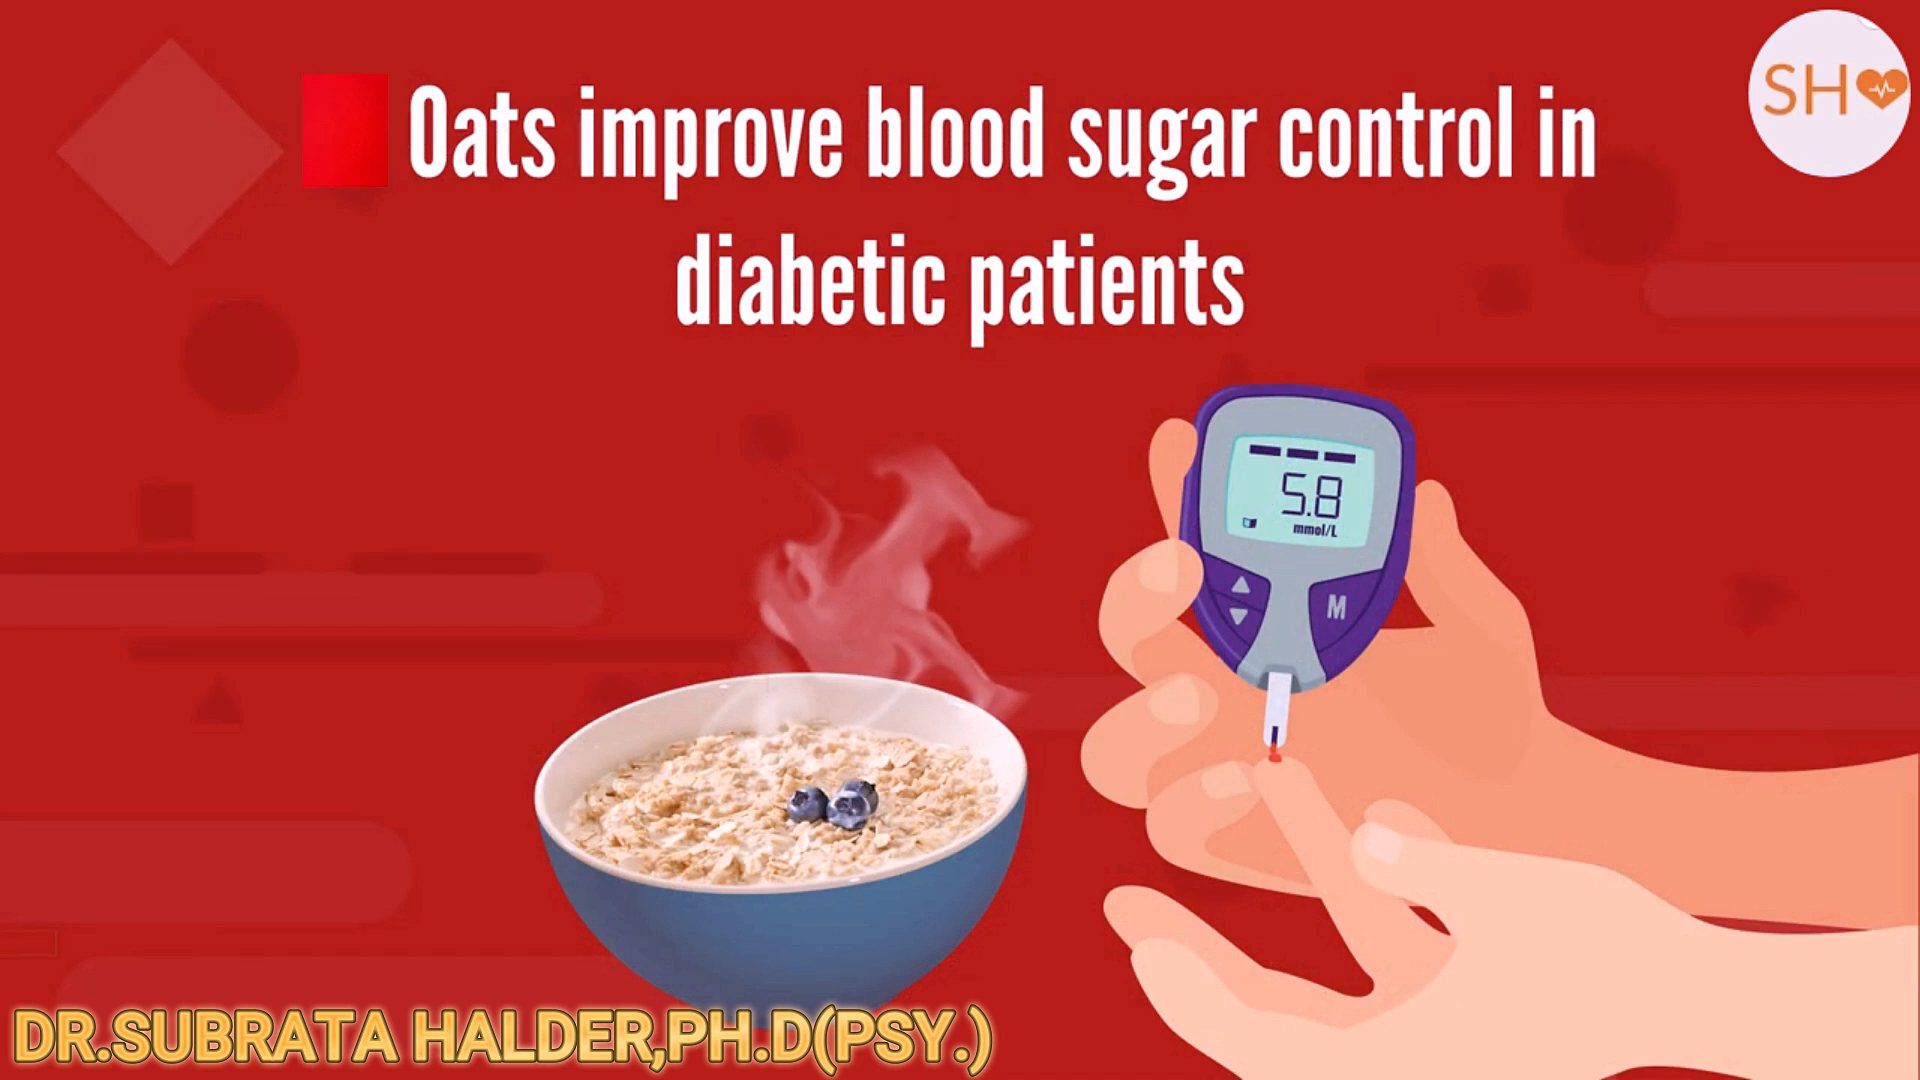 SH
Oats improve blood sugar control in
diabetic patients
5.8
mmol/L
M
DR.SUBRATA HALDER,PH.D(PSY.)